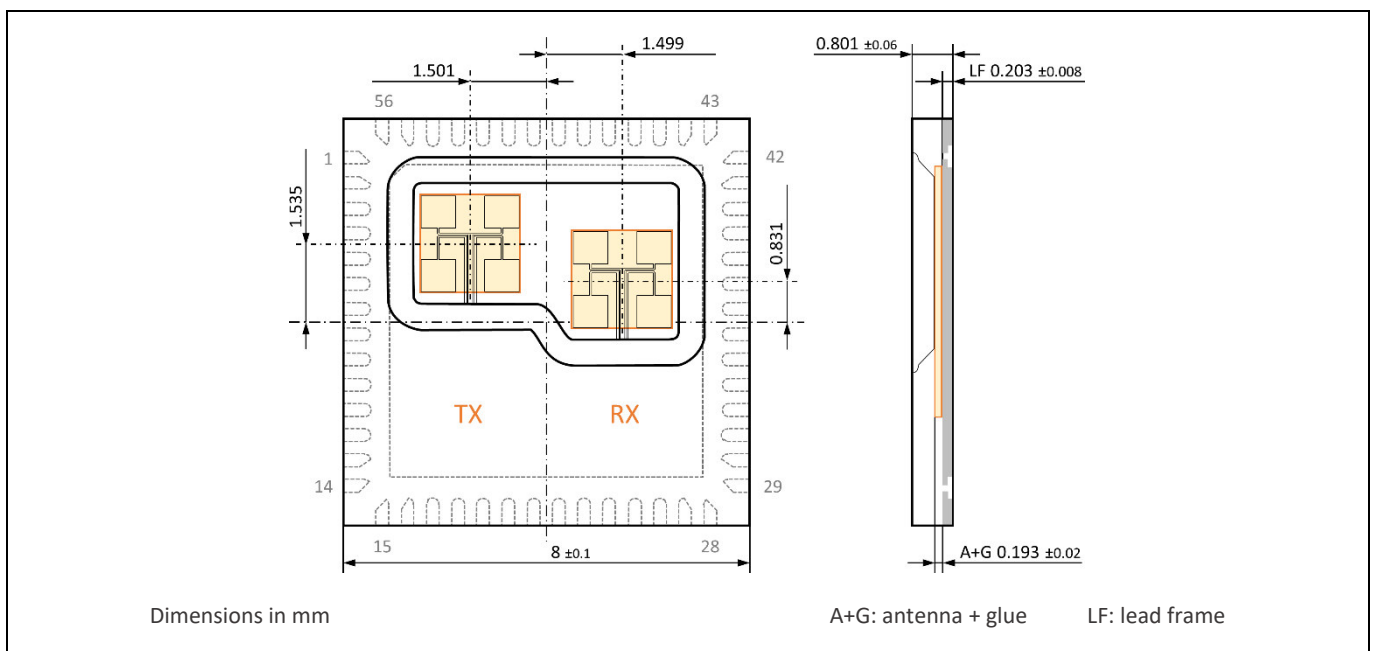 1.499
0.801 ±0.06
1.501
LF 0.203 ±0.008
56
43
1
42
1.535
0.831
TX
RX
14
29
15
8 ±0.1
28
A+G 0.193 ±0.02
Dimensions in mm
A+G: antenna + glue
LF: lead frame